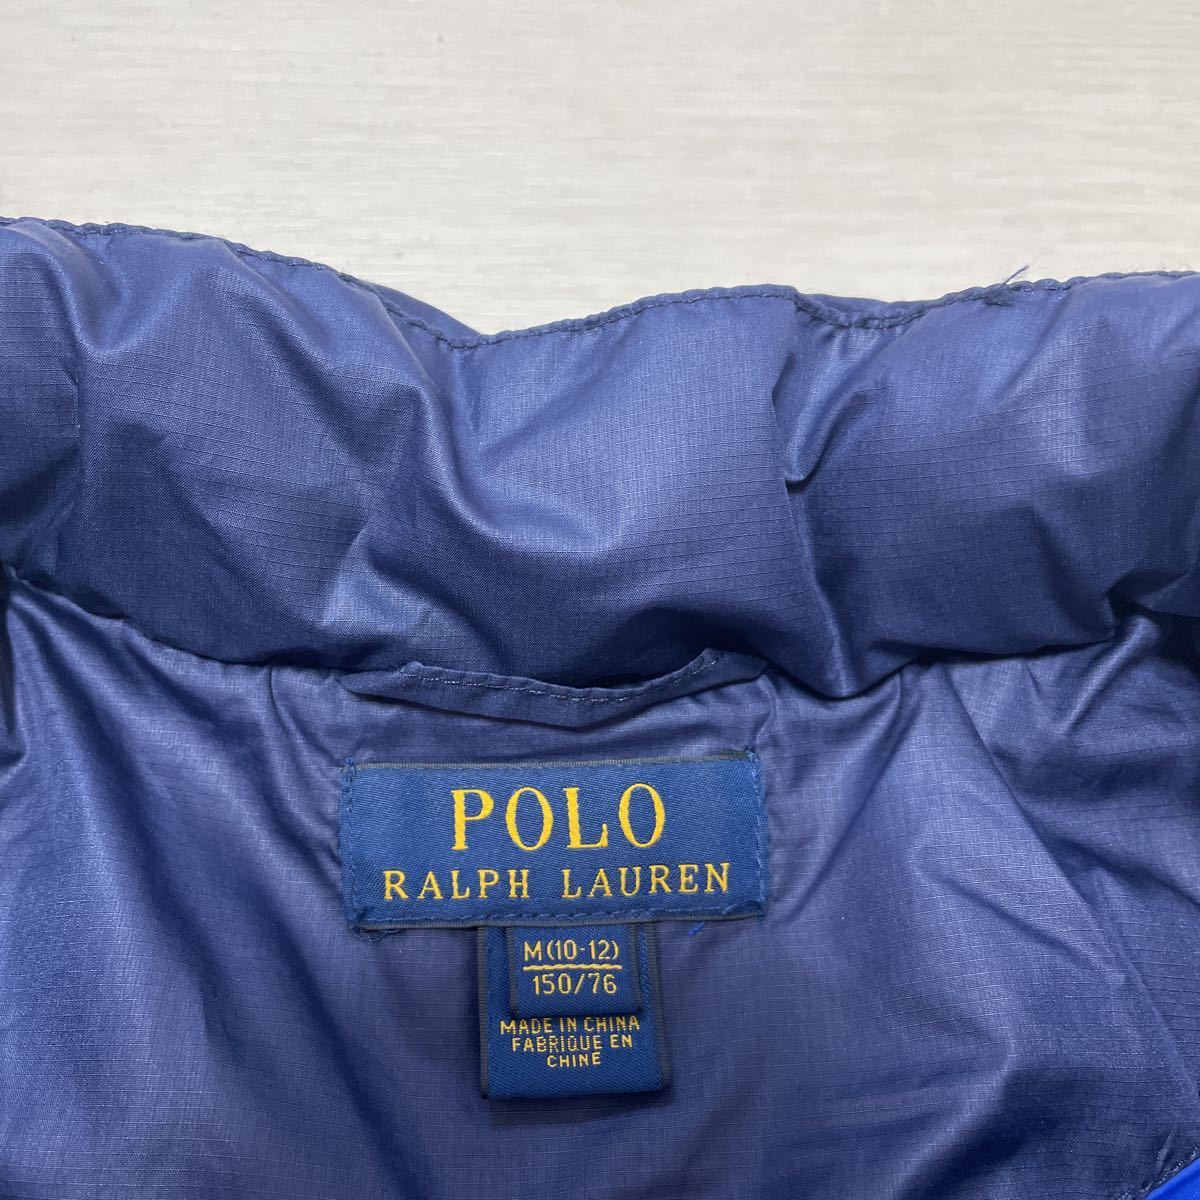 POLO
RALPH LAUREN
M(10-12)
150/76
MADE IN CHINA
FABRIQUE EN
CHINE